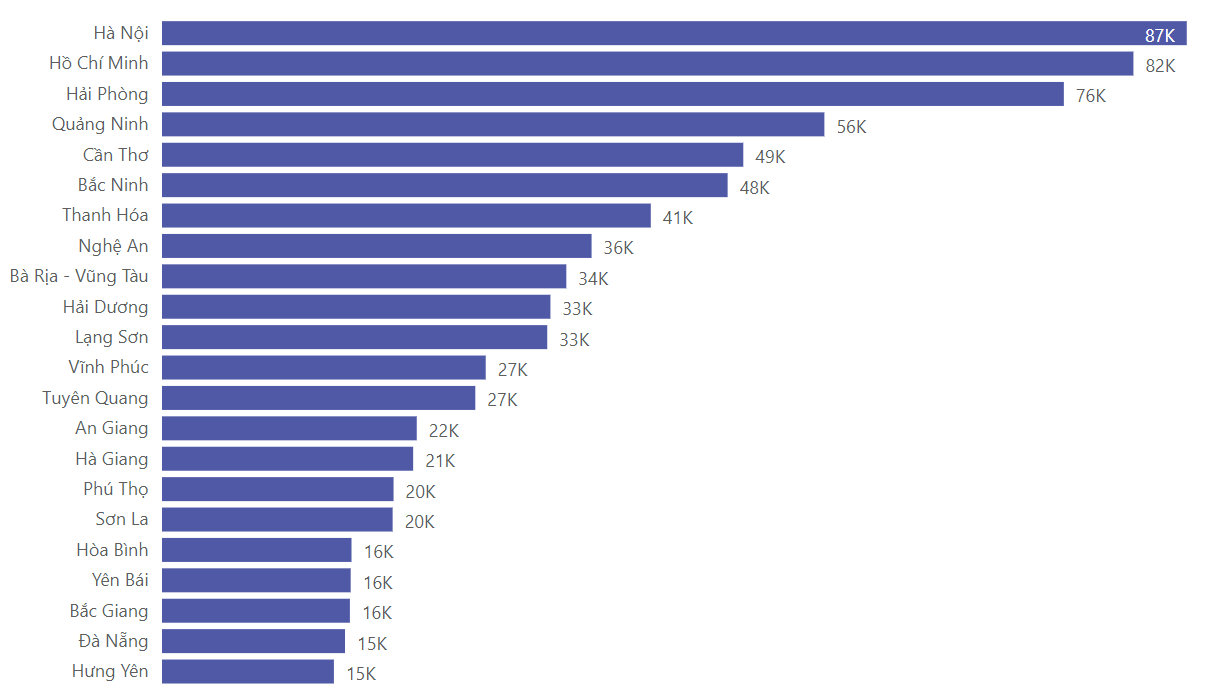 Hà Nội 87K
Hồ Chí Minh 82K
Hải Phòng 76K
Quảng Ninh 56K
Cần Thơ 49K
Bắc Ninh 48K
Thanh Hóa 41K
Nghệ An 36K
Bà Rịa - Vũng Tàu 34K
Hải Dương 33K
Lạng Sơn 33K
Vĩnh Phúc 27K
Tuyên Quang 27K
An Giang 22K
Hà Giang 21K
Phú Thọ 20K
Sơn La 20K
Hòa Bình 16K
Yên Bái 16K
Bắc Giang 16K
Đà Nẵng 15K
Hưng Yên 15K